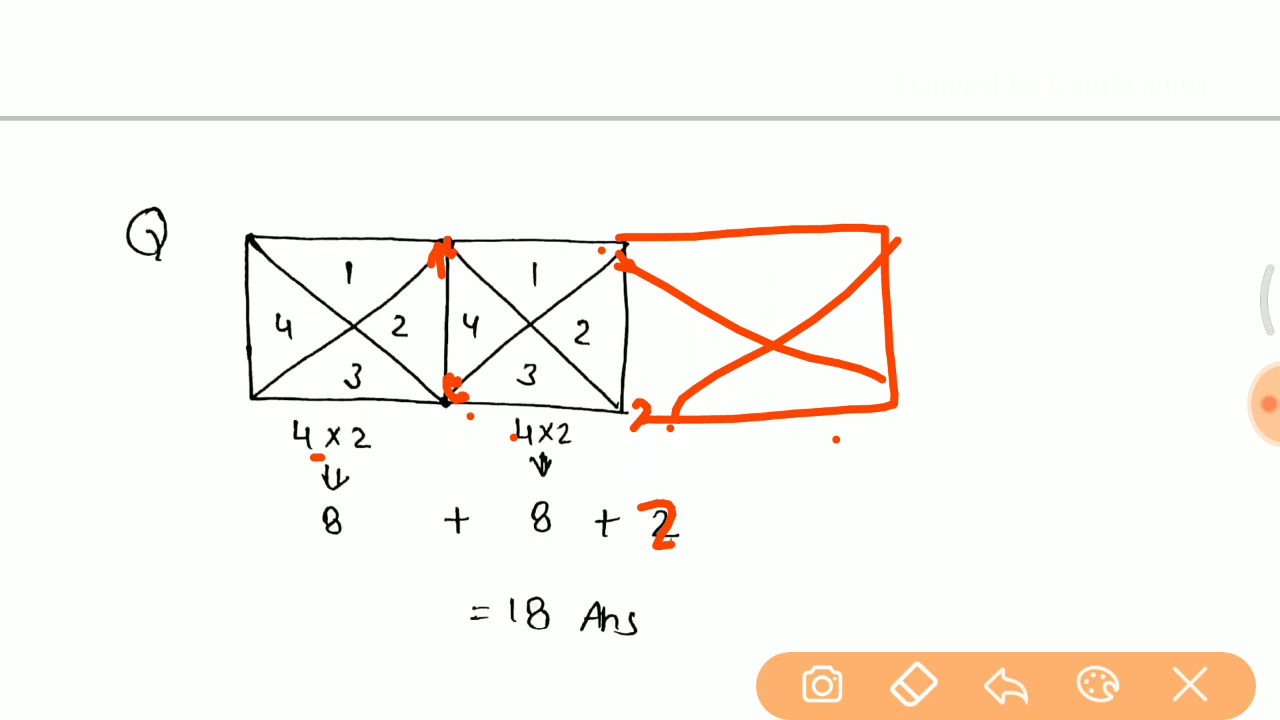 Q
1 1
4 2 4 2
3 3
2
4 x 2 4x2
8 + 8 + 2
= 18 Ans